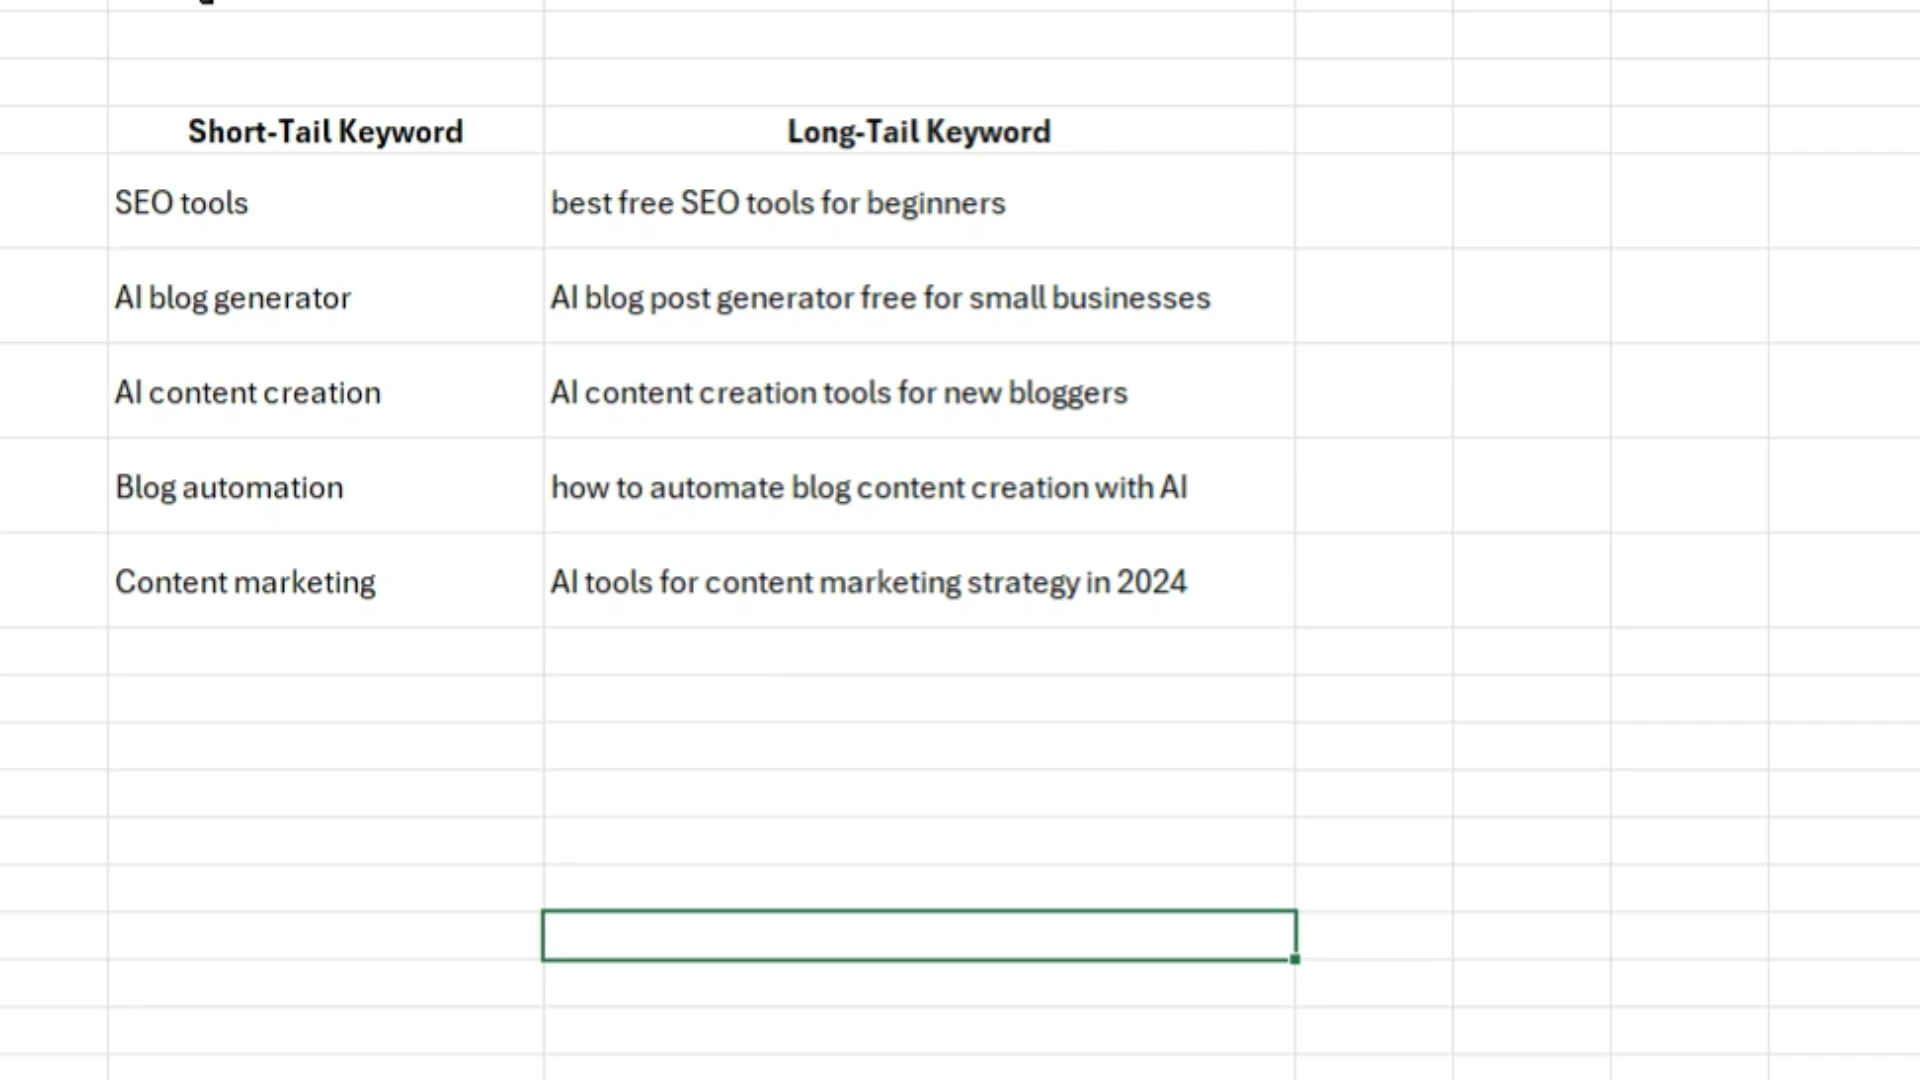 Short-Tail Keyword Long-Tail Keyword
SEO tools best free SEO tools for beginners
AI blog generator AI blog post generator free for small businesses
AI content creation AI content creation tools for new bloggers
Blog automation how to automate blog content creation with AI
Content marketing AI tools for content marketing strategy in 2024